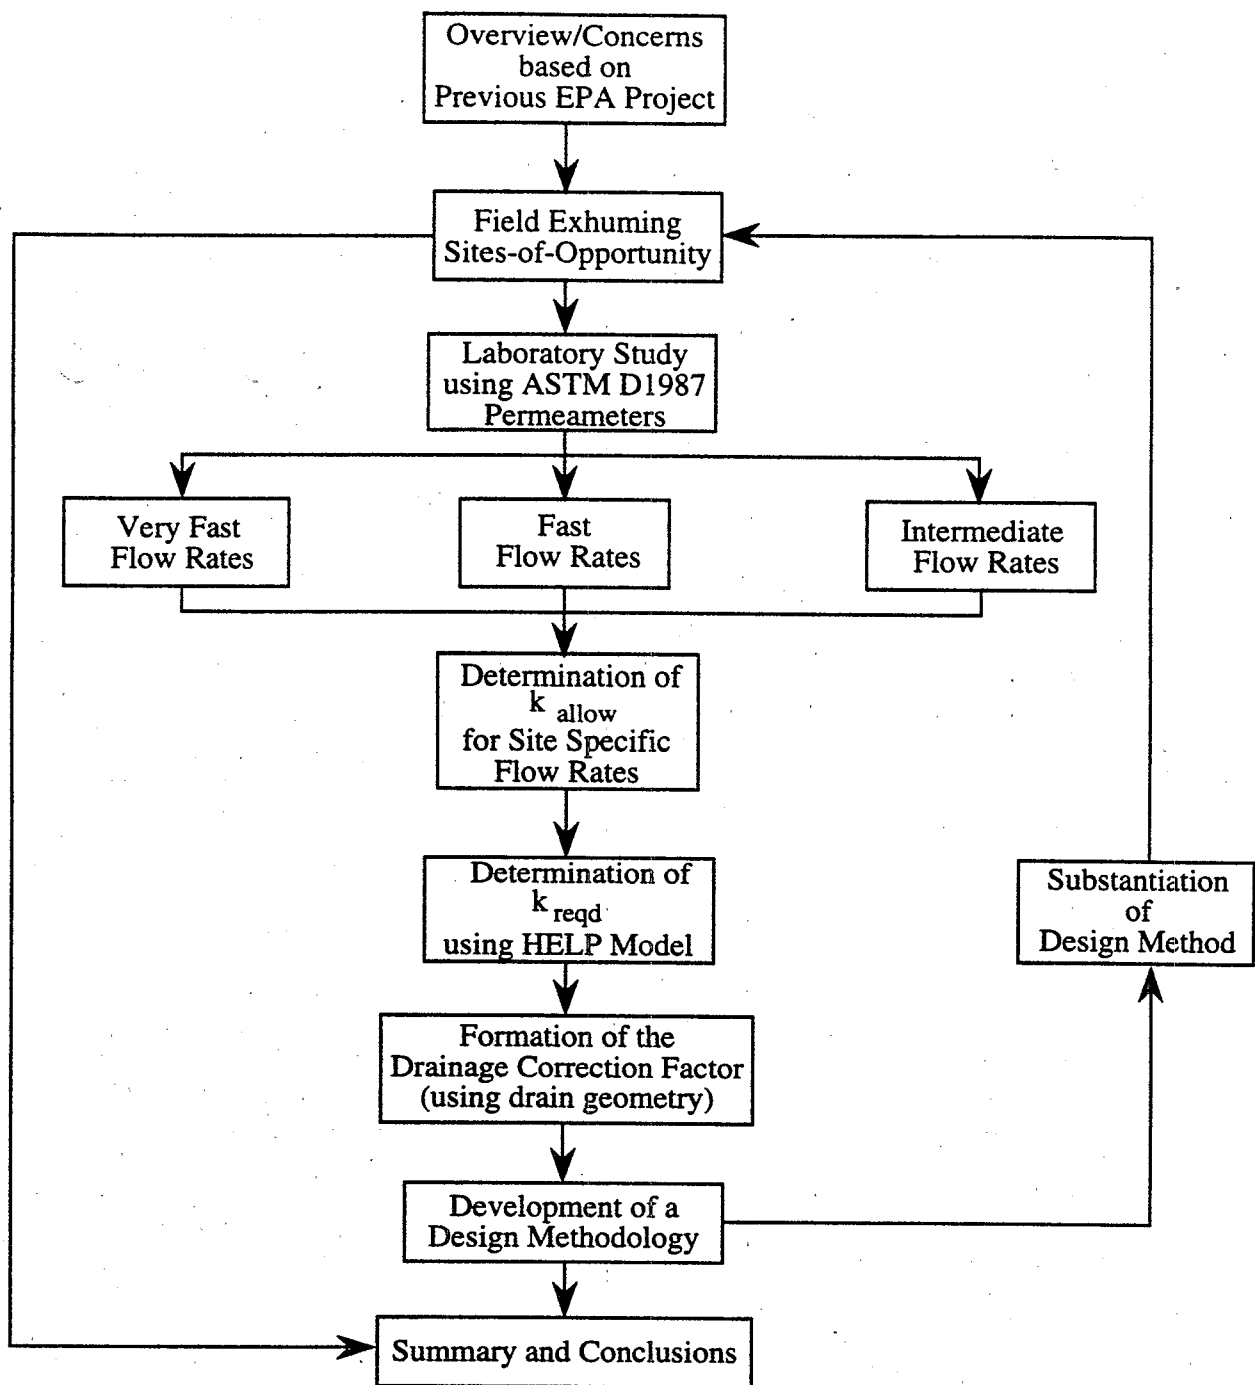 Overview/Concerns
based on
Previous EPA Project
Field Exhuming
Sites-of-Opportunity
Laboratory Study
using ASTM D1987
Permeameters
Very Fast
Flow Rates
Fast
Flow Rates
Intermediate
Flow Rates
Determination of
k allow
for Site Specific
Flow Rates
Determination of
k reqd
using HELP Model
Substantiation
of
Design Method
Formation of the
Drainage Correction Factor
(using drain geometry)
Development of a
Design Methodology
Summary and Conclusions